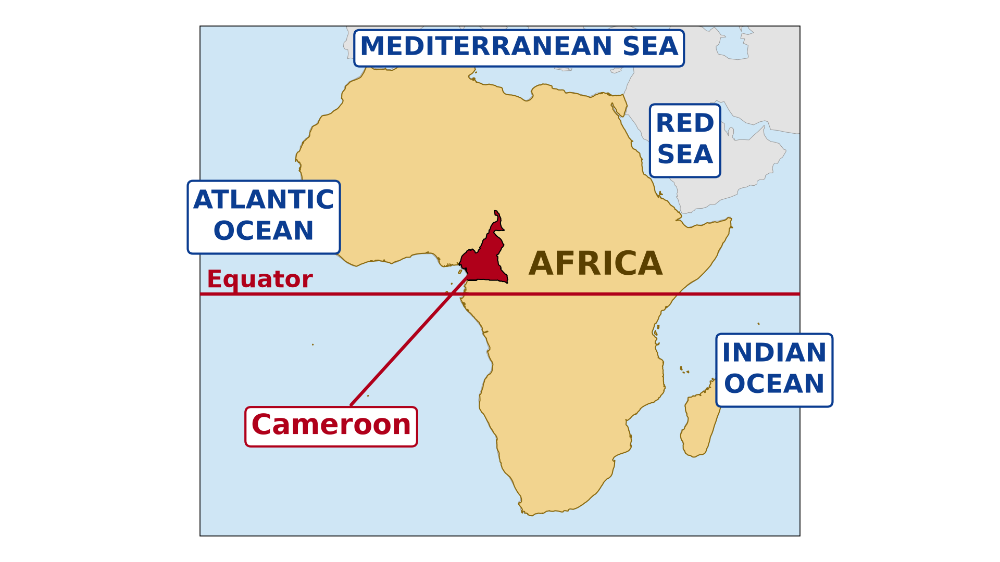 MEDITERRANEAN SEA
RED
SEA
ATLANTIC
OCEAN
AFRICA
Equator
INDIAN
OCEAN
Cameroon